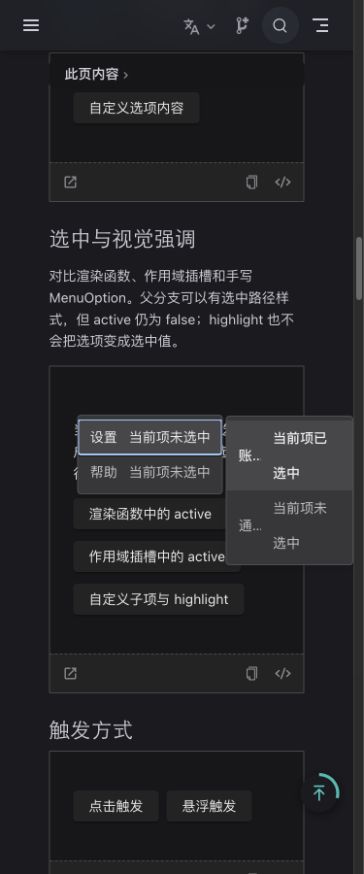 此页内容 ›
自定义选项内容
选中与视觉强调
对比渲染函数、作用域插槽和手写
MenuOption。父分支可以有选中路径样
式，但 active 仍为 false；highlight 也不
会把选项变成选中值。
设置 当前项未选中
帮助 当前项未选中
账... 当前项已
选中
通... 当前项未
选中
渲染函数中的 active
作用域插槽中的 active
自定义子项与 highlight
触发方式
点击触发
悬浮触发